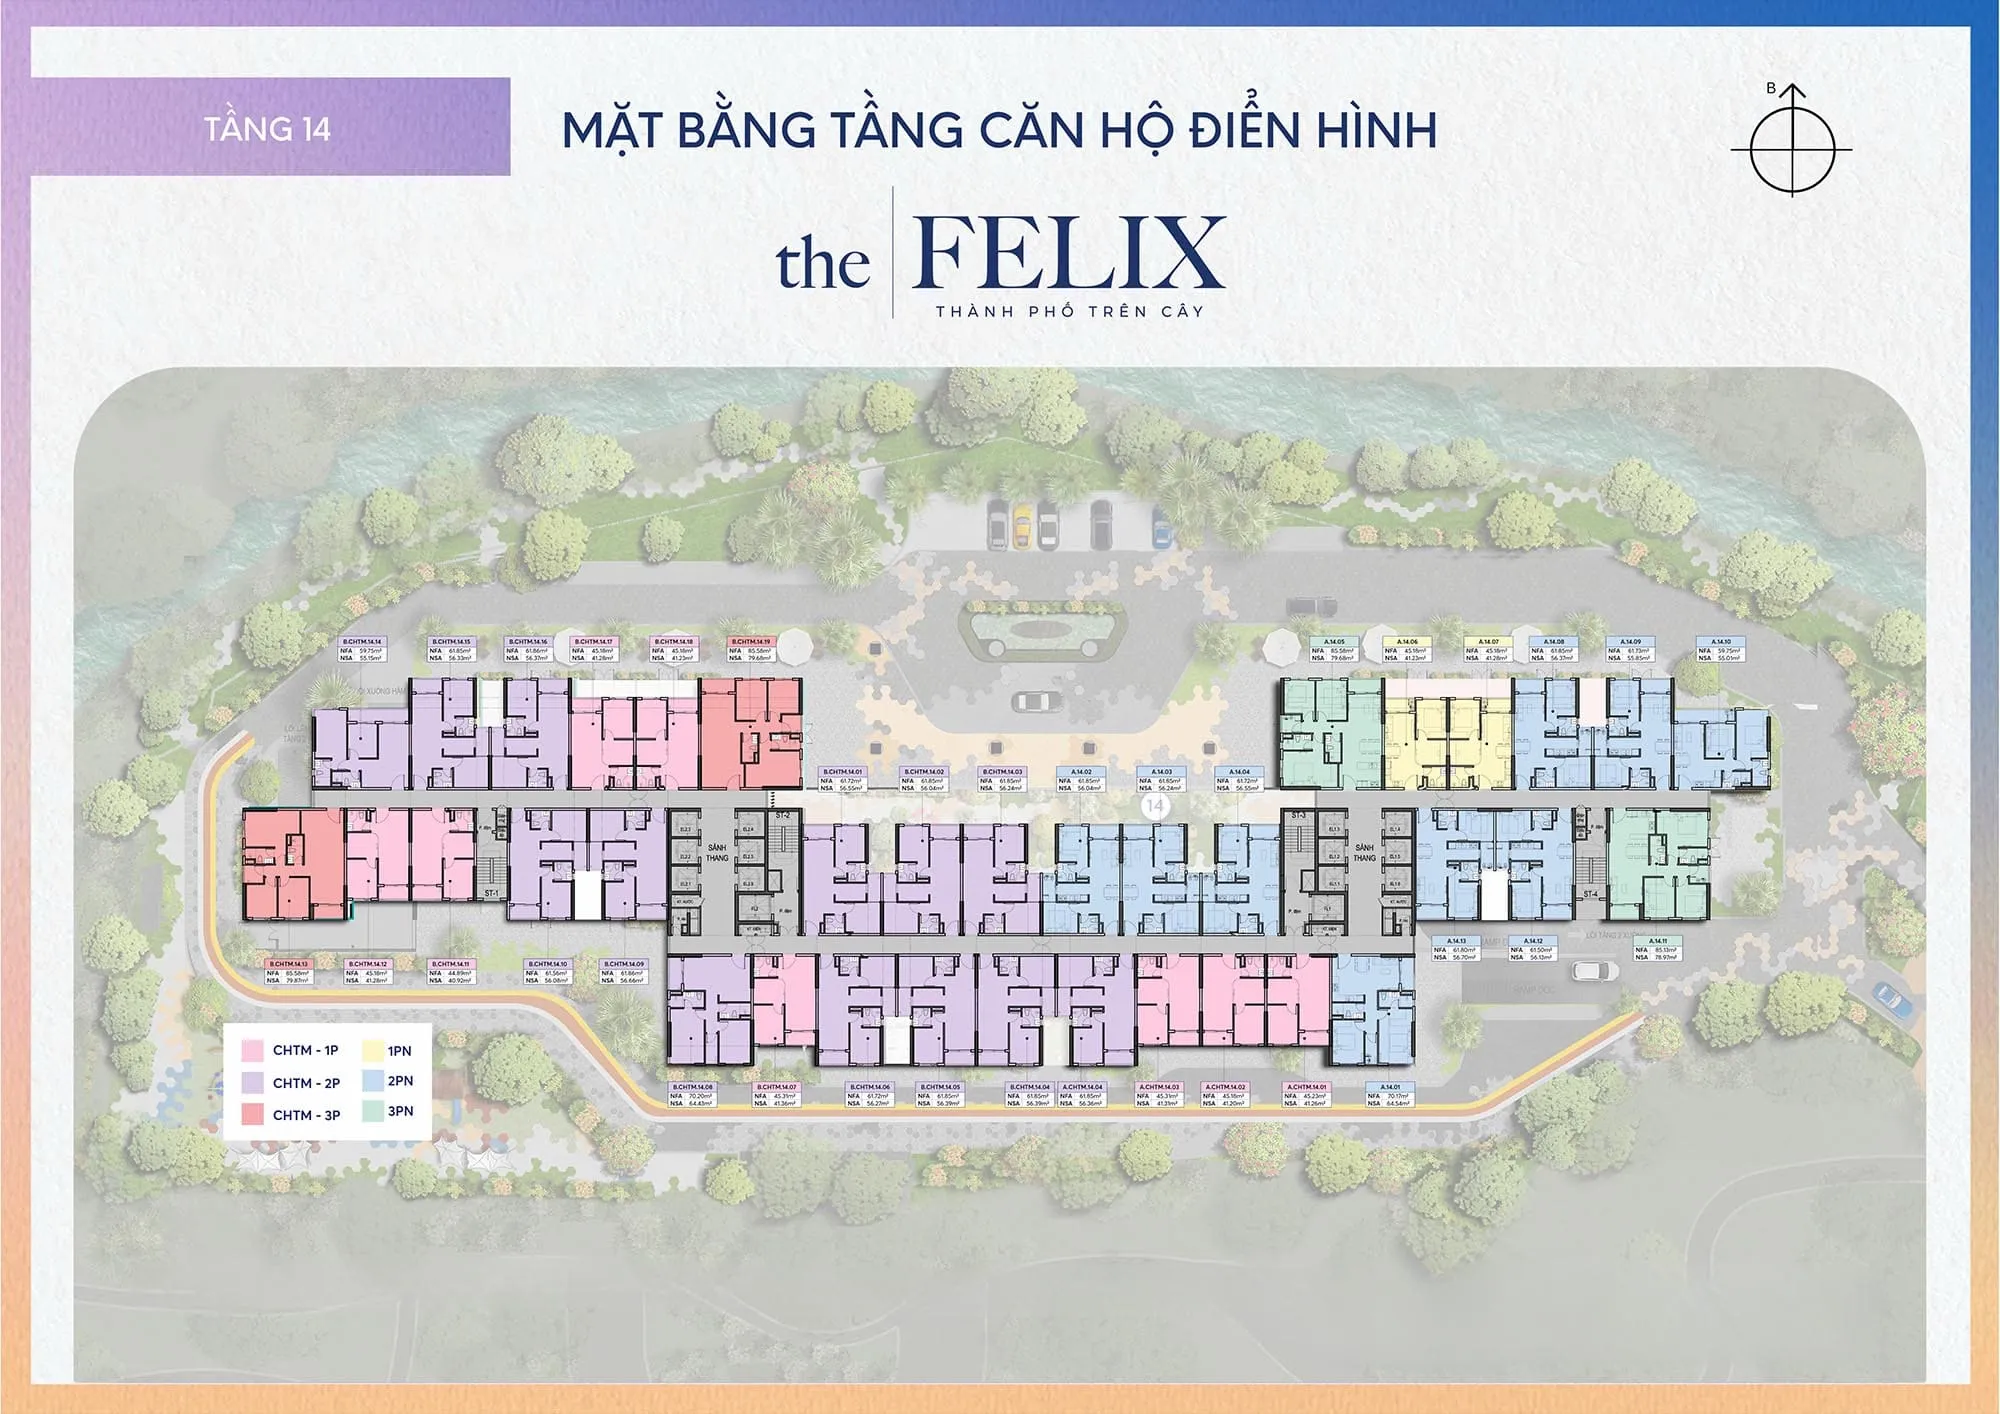 TẦNG 14
MẶT BẰNG TẦNG CĂN HỘ ĐIỂN HÌNH
B
the FELIX
THÀNH PHỐ TRÊN CÂY
B.CHTM.14.14
NFA 59.75m²
NSA 55.15m²
B.CHTM.14.15
NFA 61.85m²
NSA 56.33m²
B.CHTM.14.16
NFA 61.86m²
NSA 56.37m²
B.CHTM.14.17
NFA 45.18m²
NSA 41.28m²
B.CHTM.14.18
NFA 45.18m²
NSA 41.23m²
B.CHTM.14.19
NFA 85.58m²
NSA 79.68m²
A.14.05
NFA 85.58m²
NSA 79.68m²
A.14.06
NFA 45.18m²
NSA 41.23m²
A.14.07
NFA 45.18m²
NSA 41.28m²
A.14.08
NFA 61.85m²
NSA 56.37m²
A.14.09
NFA 61.73m²
NSA 55.85m²
A.14.10
NFA 59.75m²
NSA 55.01m²
B.CHTM.14.01
NFA 61.72m²
NSA 56.55m²
B.CHTM.14.02
NFA 61.85m²
NSA 56.04m²
B.CHTM.14.03
NFA 61.85m²
NSA 56.24m²
A.14.02
NFA 61.85m²
NSA 56.04m²
A.14.03
NFA 61.85m²
NSA 56.24m²
A.14.04
NFA 61.72m²
NSA 56.55m²
14
ST-2
ST-3
SẢNH
THANG
SẢNH
THANG
ST-1
ST-4
B.CHTM.14.13
NFA 85.58m²
NSA 79.87m²
B.CHTM.14.12
NFA 45.18m²
NSA 41.28m²
B.CHTM.14.11
NFA 44.89m²
NSA 40.92m²
B.CHTM.14.10
NFA 61.56m²
NSA 56.08m²
B.CHTM.14.09
NFA 61.86m²
NSA 56.66m²
A.14.13
NFA 61.80m²
NSA 56.70m²
A.14.12
NFA 61.50m²
NSA 56.13m²
A.14.11
NFA 85.13m²
NSA 78.97m²
RAMP DỐC
CHTM - 1P
CHTM - 2P
CHTM - 3P
1PN
2PN
3PN
B.CHTM.14.08
NFA 70.20m²
NSA 64.43m²
B.CHTM.14.07
NFA 45.31m²
NSA 41.36m²
B.CHTM.14.06
NFA 61.72m²
NSA 56.27m²
B.CHTM.14.05
NFA 61.85m²
NSA 56.39m²
B.CHTM.14.04
NFA 61.85m²
NSA 56.39m²
A.CHTM.14.04
NFA 61.85m²
NSA 56.36m²
A.CHTM.14.03
NFA 45.31m²
NSA 41.31m²
A.CHTM.14.02
NFA 45.18m²
NSA 41.20m²
A.CHTM.14.01
NFA 45.23m²
NSA 41.26m²
A.14.01
NFA 70.17m²
NSA 64.54m²